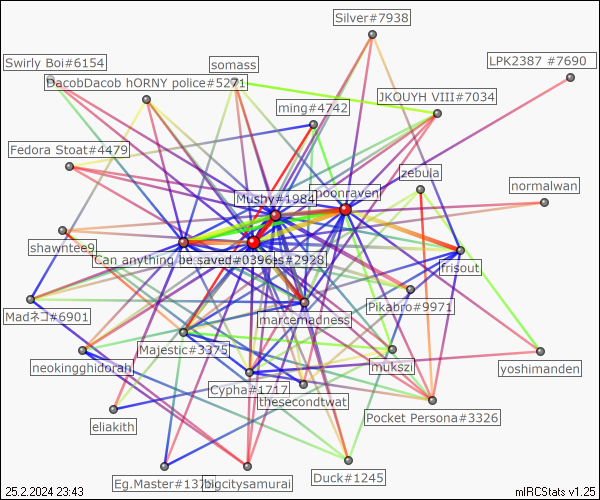 Silver#7938
Swirly Boi#6154
somass
LPK2387 #7690
DacobDacob hORNY police#5271
ming#4742
JKOUYH VIII#7034
Fedora Stoat#4479
zebula
normalwan
Mushy#1984
moonraven
shawntee9
Can anything be saved#0396
#2928
frisout
Pikabro#9971
Madネコ#6901
marcemadness
Majestic#3375
neokingghidorah
mukszi
yoshimanden
Cypha#1717
thesecondtwat
eliakith
Pocket Persona#3326
Eg.Master#137
bigcitysamurai
Duck#1245
25.2.2024 23:43
mIRCStats v1.25